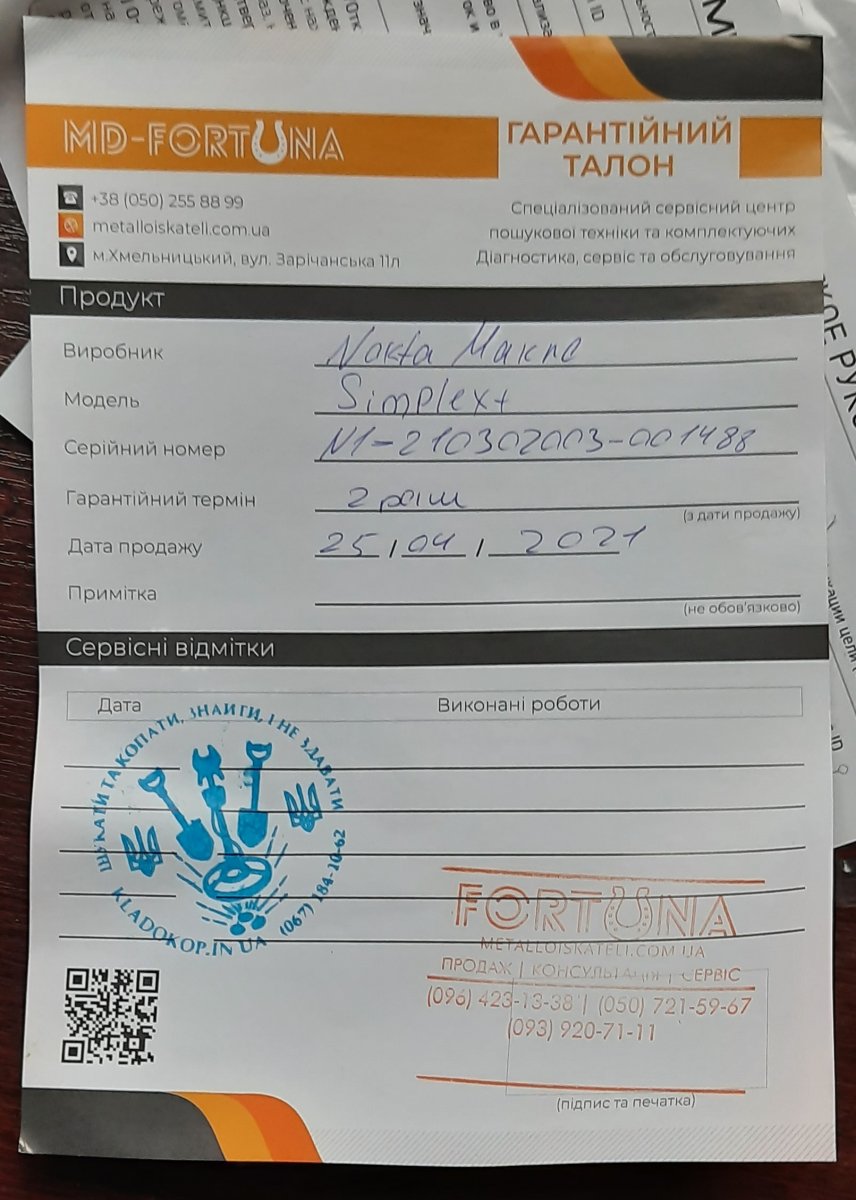 MD-FORTUNA
ГАРАНТІЙНИЙ
ТАЛОН
+38 (050) 255 88 99
metalloiskateli.com.ua
м.Хмельницький, вул. Зарічанська 11л
Спеціалізований сервісний центр
пошукової техніки та комплектуючих
Діагностика, сервіс та обслуговування
Продукт
Виробник Nokta Макро
Модель Simplex+
Серійний номер N1-210302003-001488
Гарантійний термін 2 роки
(з дати продажу)
Дата продажу 25/04/2021
Примітка
(не обов'язково)
Сервісні відмітки
Дата Виконані роботи
ШУКАТИ ТА КОПАТИ, ЗНАЙТИ, І НЕ ЗДАВАТИ
KLADOKOP.IN UA (067) 184-10-62
FORTUNA
METALLOISKATELI.COM.UA
ПРОДАЖ | КОНСУЛЬТАЦІЯ | СЕРВІС
(096) 423-13-38 | (050) 721-59-67
(093) 920-71-11
(підпис та печатка)